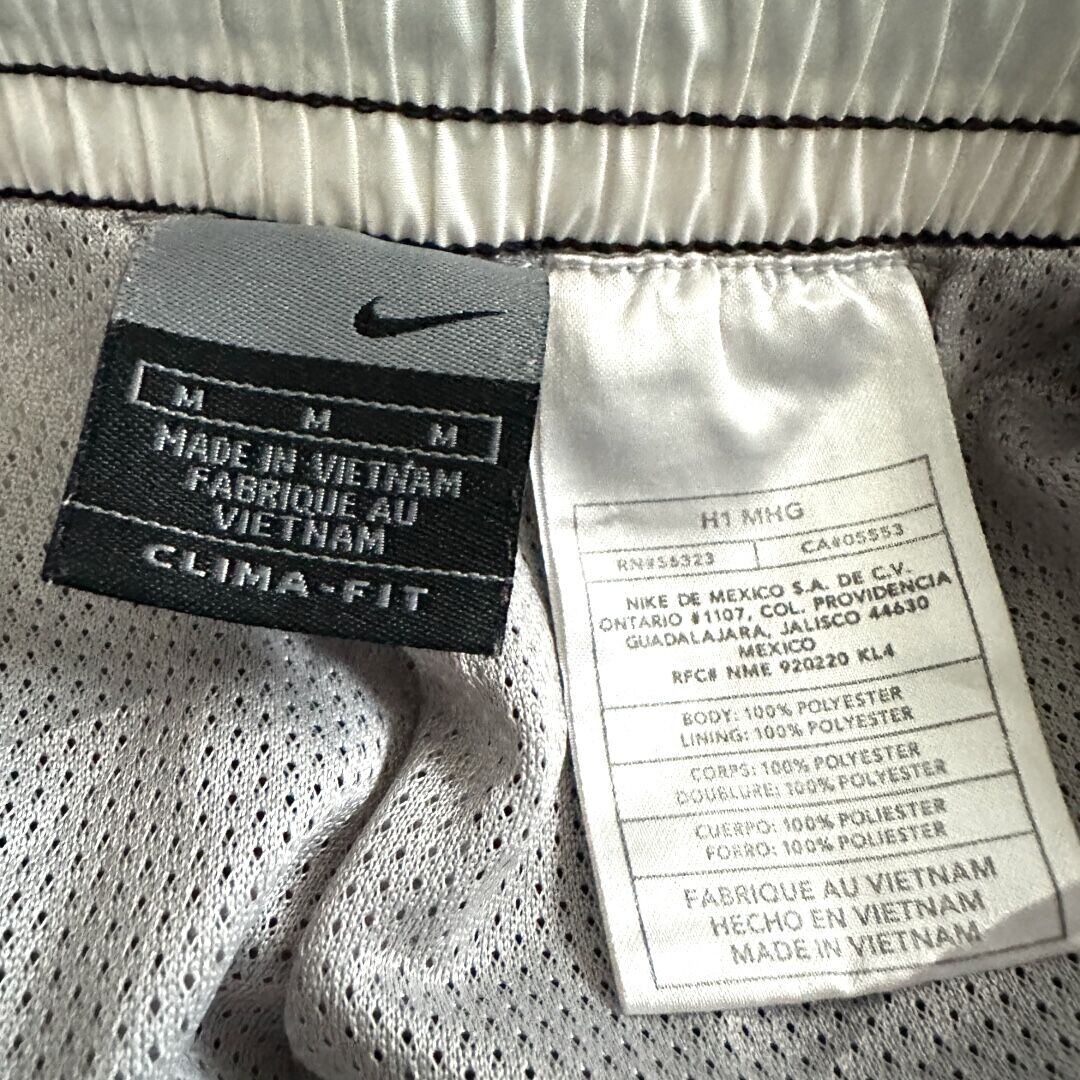 M M M
MADE IN VIETNAM
FABRIQUE AU
VIETNAM
CLIMA-FIT
H1 MHG
RN#56323 CA#05553
NIKE DE MEXICO S.A. DE C.V.
ONTARIO #1107, COL. PROVIDENCIA
GUADALAJARA, JALISCO 44630
MEXICO
RFC# NME 920220 KL4
BODY: 100% POLYESTER
LINING: 100% POLYESTER
CORPS: 100% POLYESTER
DOUBLURE: 100% POLYESTER
CUERPO: 100% POLIESTER
FORRO: 100% POLIESTER
FABRIQUE AU VIETNAM
HECHO EN VIETNAM
MADE IN VIETNAM